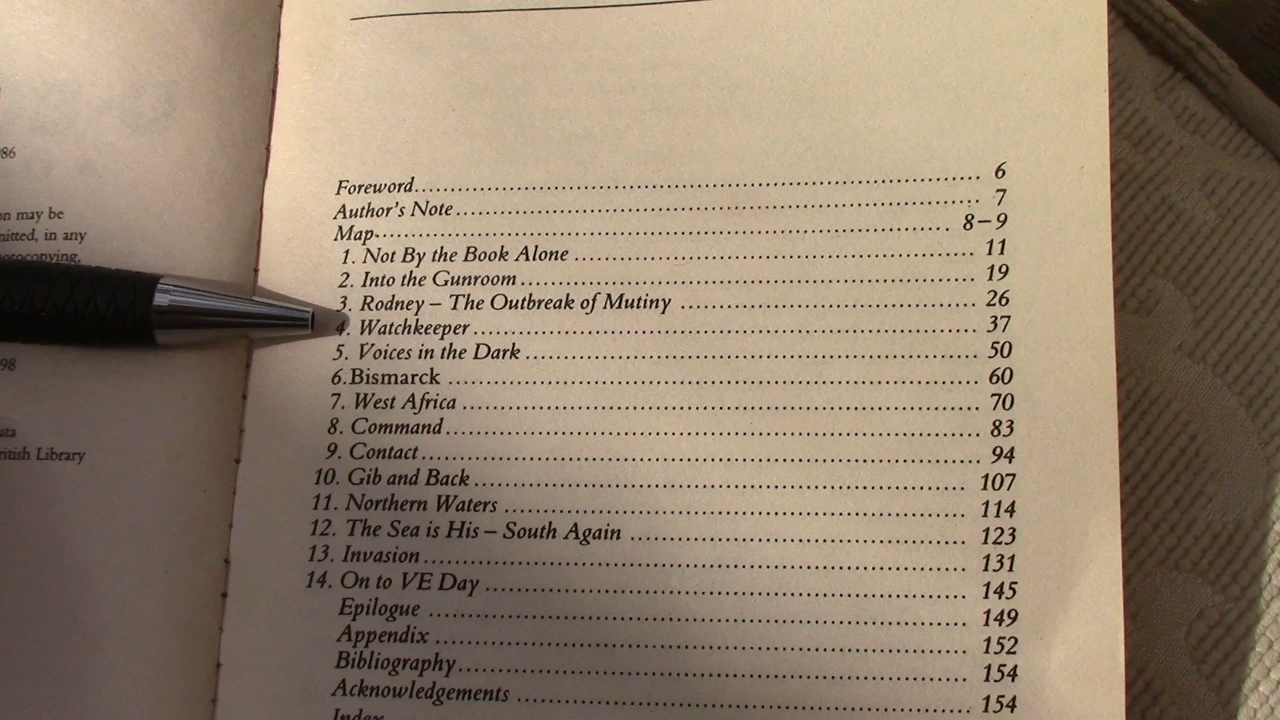 86
on may be
mitted, in any
otocopying,
98
ata
ritish Library
Foreword........................ 6
Author's Note........................ 7
Map........................ 8–9
1. Not By the Book Alone ........................ 11
2. Into the Gunroom........................ 19
3. Rodney – The Outbreak of Mutiny ........................ 26
4. Watchkeeper........................ 37
5. Voices in the Dark........................ 50
6.Bismarck ........................ 60
7. West Africa ........................ 70
8. Command........................ 83
9. Contact........................ 94
10. Gib and Back........................ 107
11. Northern Waters ........................ 114
12. The Sea is His – South Again ........................ 123
13. Invasion........................ 131
14. On to VE Day ........................ 145
Epilogue ........................ 149
Appendix ........................ 152
Bibliography........................ 154
Acknowledgements ........................ 154
Index